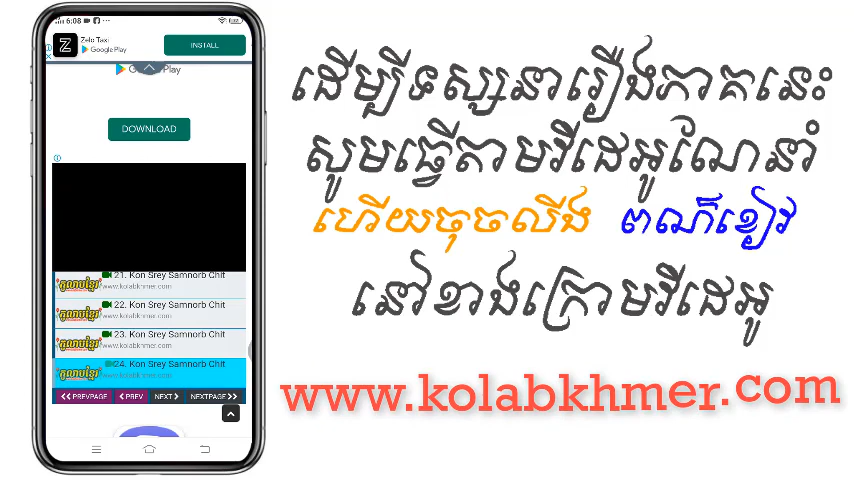 6:08
Zelo Taxi
Google Play
INSTALL
Google Play
DOWNLOAD
21. Kon Srey Samnorb Chit
www.kolabkhmer.com
22. Kon Srey Samnorb Chit
www.kolabkhmer.com
23. Kon Srey Samnorb Chit
www.kolabkhmer.com
24. Kon Srey Samnorb Chit
www.kolabkhmer.com
PREVPAGE PREV NEXT NEXTPAGE
ដើម្បីទស្សនារឿងភាគនេះ
សូមធ្វើតាមវីដេអូណែនាំ
ហើយចុចលីង ពណ៌ខៀវ
នៅខាងក្រោមវីដេអូ
www.kolabkhmer.com